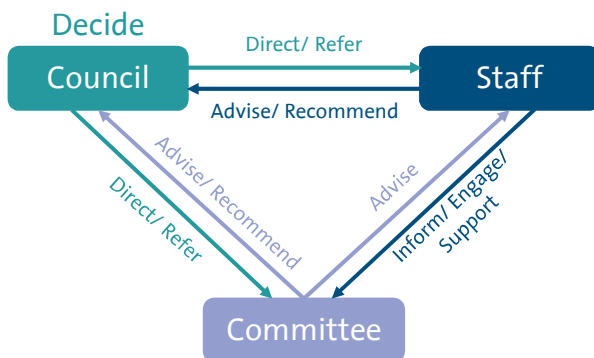 Decide
Council
Direct/ Refer
Staff
Advise/ Recommend
Advise/ Recommend
Direct/ Refer
Advise
Inform/ Engage/
Support
Committee